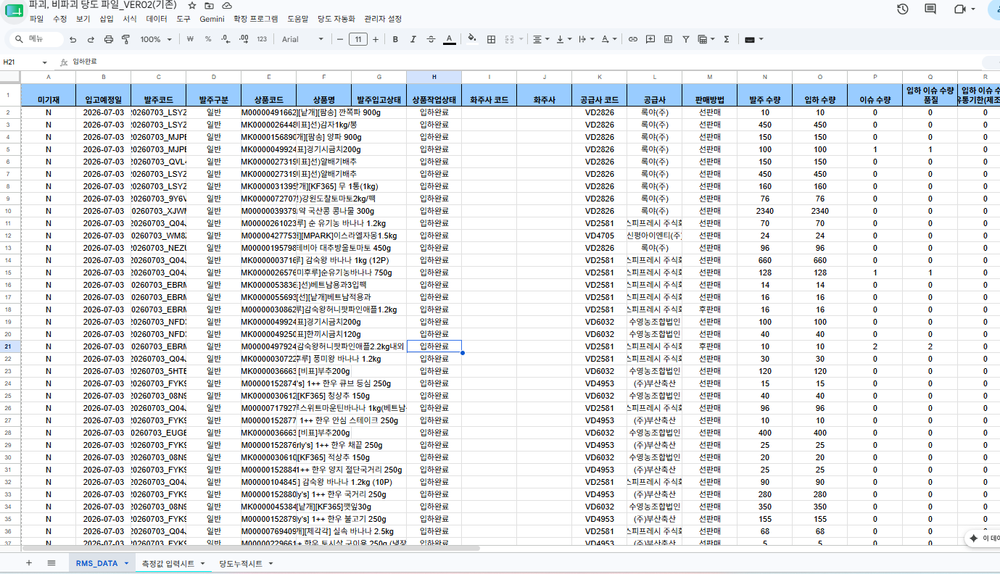 파괴, 비파괴 당도 파일_VER02(기존)
파일 수정 보기 삽입 서식 데이터 도구 Gemini 확장 프로그램 도움말 당도 자동화 관리자 설정
메뉴 100% ₩ % .0 .00 123 Arial 11 B I S A
H21 fx 입하완료
A B C D E F G H I J K L M N O P Q R
1 미기재 입고예정일 발주코드 발주구분 상품코드 상품명 발주입고상태 상품작업상태 화주사 코드 화주사 공급사 코드 공급사 판매방법 발주 수량 입하 수량 이슈 수량 입하 이슈 수량 품질 입하 이슈 수 유통기한(제조
2 N 2026-07-03 20260703_LSYZ 일반 M00000491662 [낱개][팜송] 깐쪽파 900g 입하완료 VD2826 록야(주) 선판매 10 10 0 0 0
3 N 2026-07-03 20260703_LSYZ 일반 MK0000026448 표]선)감자1kg/봉 입하완료 VD2826 록야(주) 선판매 450 450 0 0 0
4 N 2026-07-03 20260703_MJPE 일반 MK0000156890 개][팜송] 양파 900g 입하완료 VD2826 록야(주) 선판매 150 150 0 0 0
5 N 2026-07-03 20260703_MJPE 일반 MK0000049924 표]경기시금치200g 입하완료 VD2826 록야(주) 선판매 100 100 1 1 0
6 N 2026-07-03 20260703_QVL 일반 MK0000027319 표]선)알배기배추 입하완료 VD2826 록야(주) 선판매 150 150 0 0 0
7 N 2026-07-03 20260703_LSYZ 일반 MK0000027319 표]선)알배기배추 입하완료 VD2826 록야(주) 선판매 450 450 0 0 0
8 N 2026-07-03 20260703_LSYZ 일반 MK0000031395 개][KF365] 무 1통(1kg) 입하완료 VD2826 록야(주) 선판매 160 160 0 0 0
9 N 2026-07-03 20260703_9Y6V 일반 MK0000072707 )강원도찰토마토2kg/팩 입하완료 VD2826 록야(주) 선판매 76 76 0 0 0
10 N 2026-07-03 20260703_XJWM 일반 M00000039379 약 국산콩 콩나물 300g 입하완료 VD2826 록야(주) 선판매 2340 2340 0 0 0
11 N 2026-07-03 20260703_Q04J 일반 M00000261023 루] 순 유기농 바나나 1.2kg 입하완료 VD2581 스피프레시 주식회 선판매 70 70 0 0 0
12 N 2026-07-03 20260703_WM8Z 일반 M00000427753 ][MPARK]이스라엘자몽1.5kg 입하완료 VD4705 신평아이엔티(주) 선판매 24 24 0 0 0
13 N 2026-07-03 20260703_NEZU 일반 M00000195798 테비아 대추방울토마토 450g 입하완료 VD2826 록야(주) 선판매 96 96 0 0 0
14 N 2026-07-03 20260703_Q04J 일반 MK0000003716 ] 감숙왕 바나나 1kg (12P) 입하완료 VD2581 스피프레시 주식회 선판매 660 660 0 0 0
15 N 2026-07-03 20260703_Q04J 일반 MK0000026576 미후루]순유기농바나나 750g 입하완료 VD2581 스피프레시 주식회 선판매 128 128 1 1 0
16 N 2026-07-03 20260703_EBRM 일반 MK0000053836 ]선)베트남용과3입팩 입하완료 VD2581 스피프레시 주식회 선판매 14 14 0 0 0
17 N 2026-07-03 20260703_EBRM 일반 MK0000055693 [선][낱개]베트남적용과 입하완료 VD2581 스피프레시 주식회 선판매 16 16 0 0 0
18 N 2026-07-03 20260703_EBRM 일반 M00000030862 ]감숙왕허니팟파인애플1.2kg 입하완료 VD2581 스피프레시 주식회 후판매 16 16 0 0 0
19 N 2026-07-03 20260703_NFD3 일반 MK0000049924 표]경기시금치200g 입하완료 VD6032 수영농조합법인 선판매 100 100 0 0 0
20 N 2026-07-03 20260703_NFD3 일반 MK0000049250 표]한끼시금치120g 입하완료 VD6032 수영농조합법인 선판매 40 40 0 0 0
21 N 2026-07-03 20260703_EBRM 일반 M00000497924 감숙왕허니팟파인애플2.2kg내외 입하완료 VD2581 스피프레시 주식회 후판매 10 10 2 2 0
22 N 2026-07-03 20260703_Q04J 일반 MK0000030722 후루] 풍미왕 바나나 1.2kg 입하완료 VD2581 스피프레시 주식회 선판매 30 30 0 0 0
23 N 2026-07-03 20260703_5HTE 일반 MK0000036663 [비표]부추200g 입하완료 VD6032 수영농조합법인 선판매 120 120 0 0 0
24 N 2026-07-03 20260703_FYK9 일반 M00000152874 's] 1++ 한우 큐브 등심 250g 입하완료 VD4953 (주)부산축산 선판매 15 15 0 0 0
25 N 2026-07-03 20260703_08N9 일반 MK0000030612 [KF365] 청상추 150g 입하완료 VD6032 수영농조합법인 선판매 40 40 0 0 0
26 N 2026-07-03 20260703_Q04J 일반 M00000717927 스위트마운틴바나나 1kg(베트남 입하완료 VD2581 스피프레시 주식회 선판매 96 96 0 0 0
27 N 2026-07-03 20260703_FYK9 일반 M00000152877 1++ 한우 안심 스테이크 250g 입하완료 VD4953 (주)부산축산 선판매 10 10 0 0 0
28 N 2026-07-03 20260703_EUGE 일반 MK0000036663 [비표]부추200g 입하완료 VD6032 수영농조합법인 선판매 400 400 0 0 0
29 N 2026-07-03 20260703_FYK9 일반 M00000152876 rly's] 1++ 한우 채끝 250g 입하완료 VD4953 (주)부산축산 선판매 25 25 0 0 0
30 N 2026-07-03 20260703_08N9 일반 MK0000030610 [KF365] 적상추 150g 입하완료 VD6032 수영농조합법인 선판매 20 20 0 0 0
31 N 2026-07-03 20260703_FYK9 일반 M00000152884 1++ 한우 양지 절단국거리 250g 입하완료 VD4953 (주)부산축산 선판매 25 25 0 0 0
32 N 2026-07-03 20260703_Q04J 일반 M00000104845 ] 감숙왕 바나나 1.2kg (10P) 입하완료 VD2581 스피프레시 주식회 선판매 90 90 0 0 0
33 N 2026-07-03 20260703_FYK9 일반 M00000152880 y's] 1++ 한우 국거리 250g 입하완료 VD4953 (주)부산축산 선판매 280 280 0 0 0
34 N 2026-07-03 20260703_08N9 일반 MK0000045384 [낱개][KF365]깻잎30g 입하완료 VD6032 수영농조합법인 선판매 350 350 0 0 0
35 N 2026-07-03 20260703_FYK9 일반 M00000152879 y's] 1++ 한우 불고기 250g 입하완료 VD4953 (주)부산축산 선판매 155 155 0 0 0
36 N 2026-07-03 20260703_Q04J 일반 M00000769409 개][제각각] 실속 바나나 2.5kg 입하완료 VD2581 스피프레시 주식회 선판매 68 68 0 0 0
37 N 2026-07-03 20260703_FYK9 일반 M00000229661 + 한우 토시살 구이용 250g (냉장 입하완료 VD4953 (주)부산축산 선판매 5 5 0 0 0
이 데이
RMS_DATA 측정값 입력시트 당도누적시트